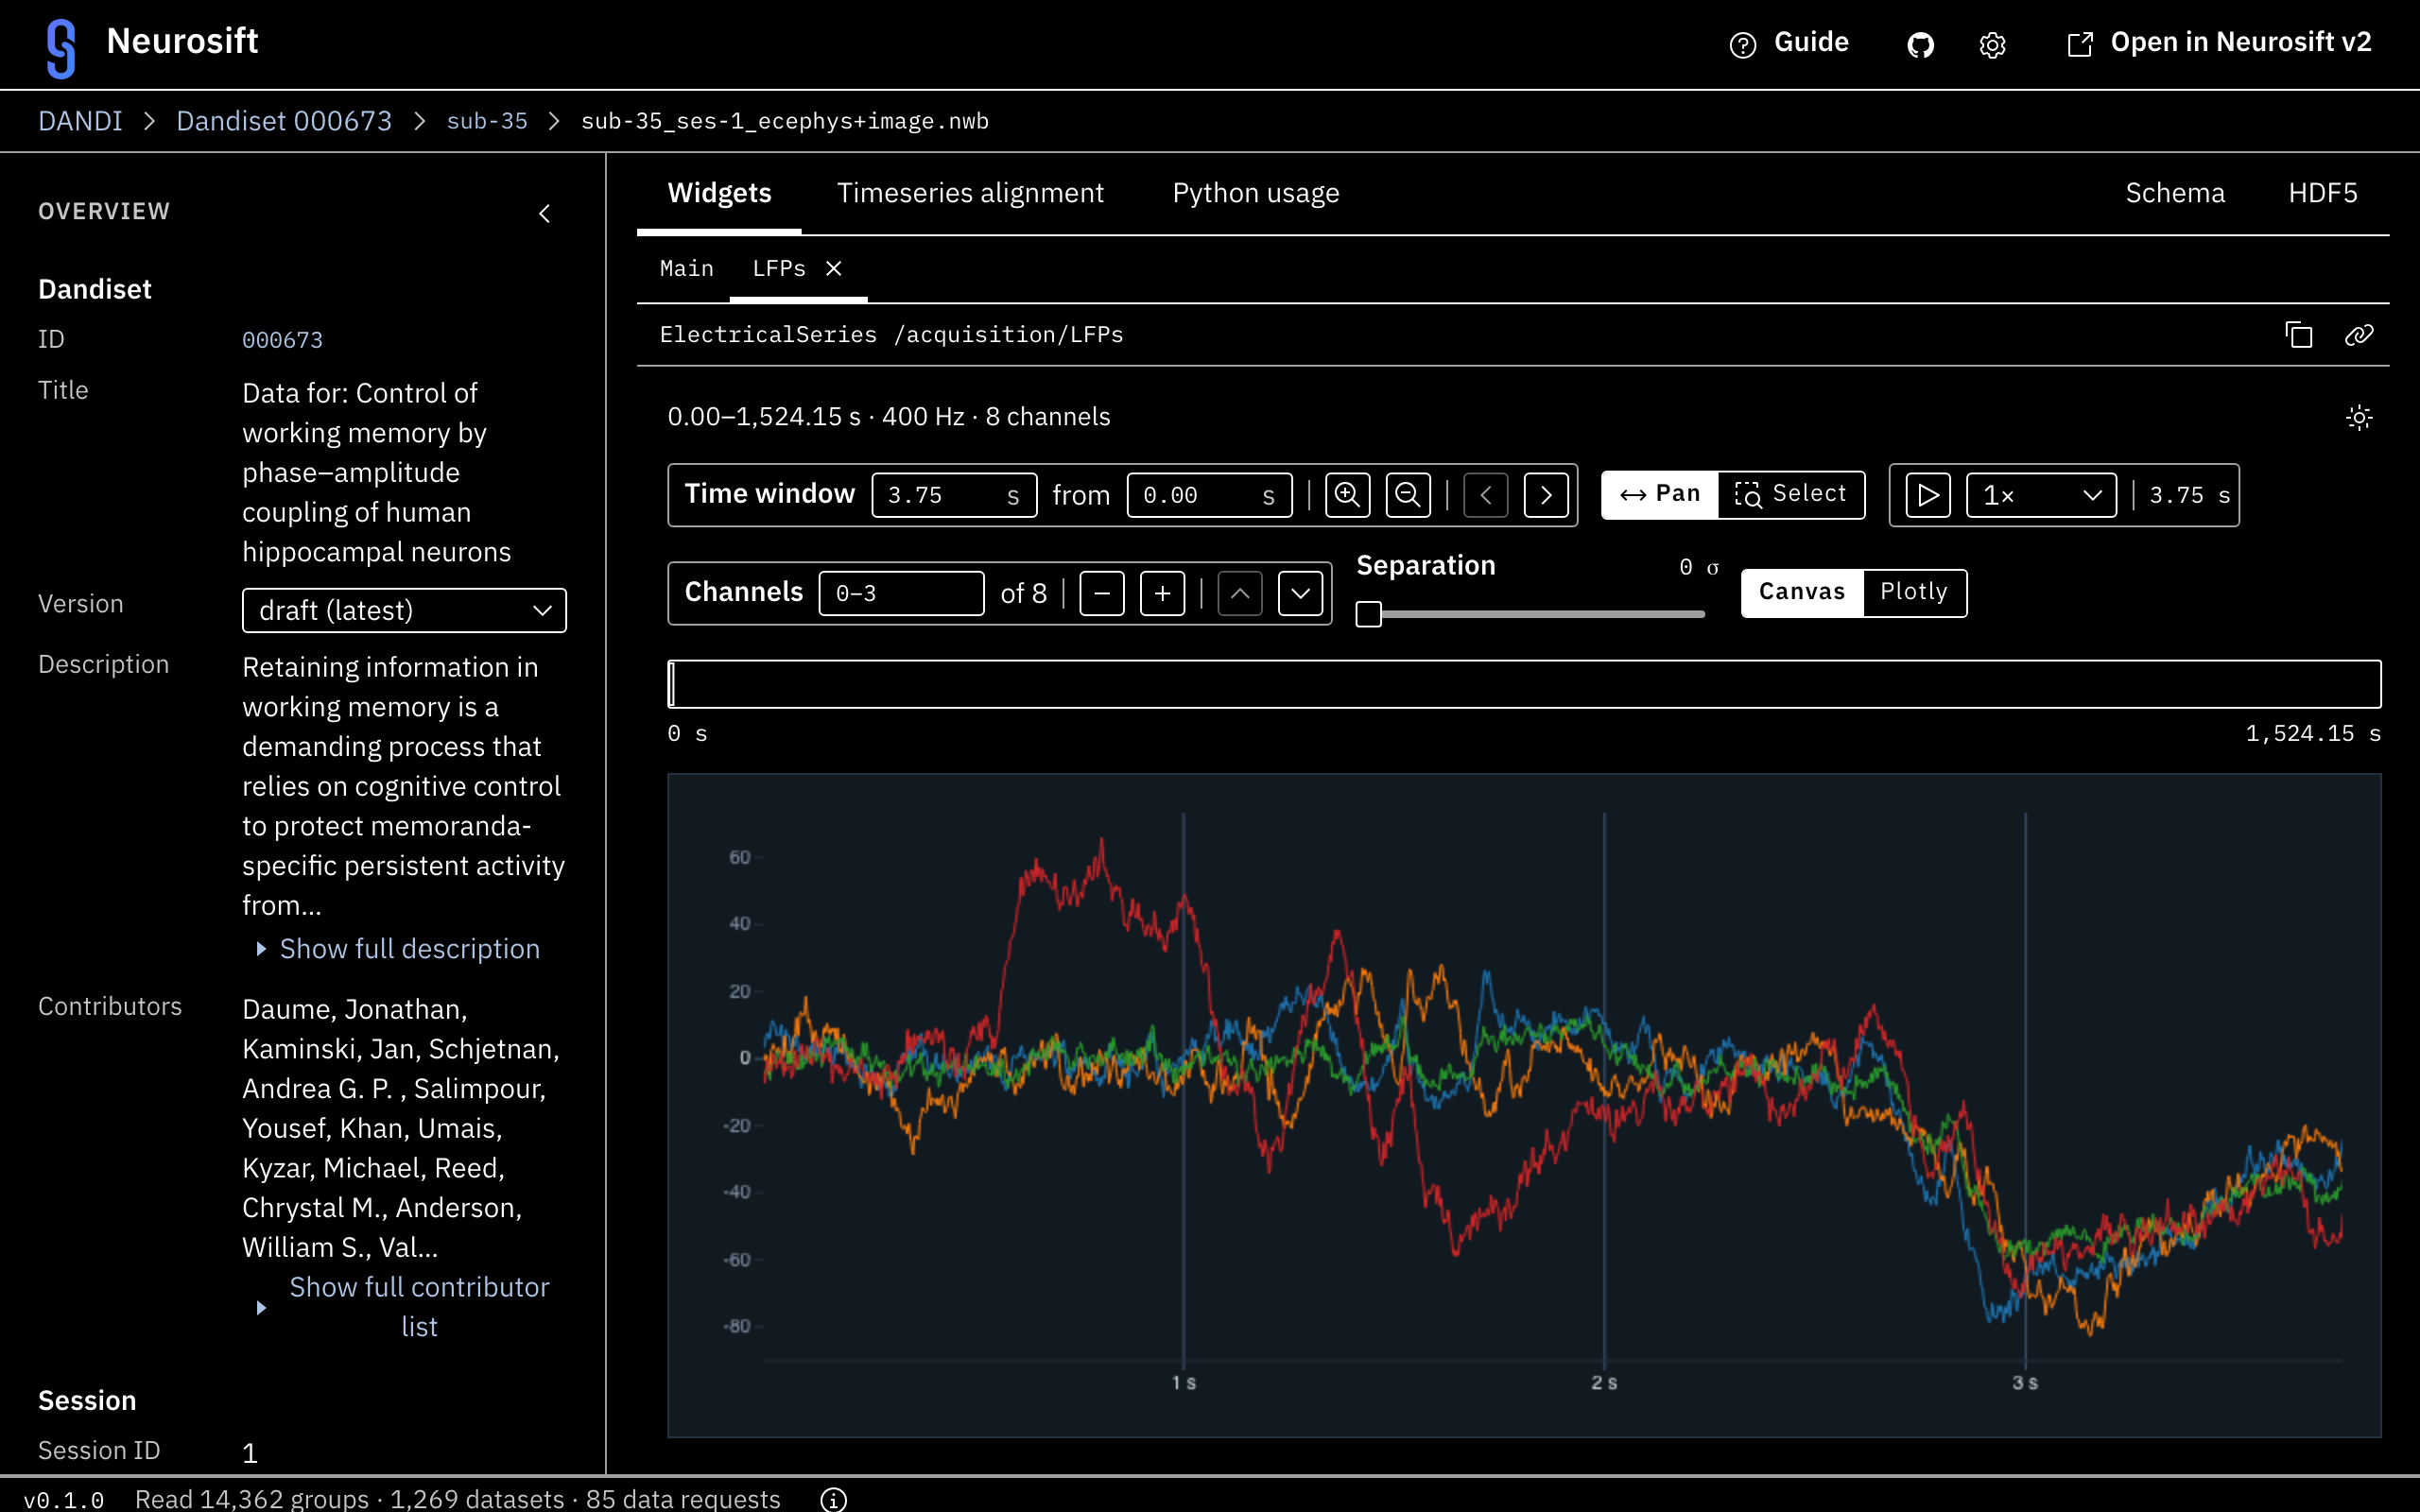 Neurosift
Guide
Open in Neurosift v2
DANDI > Dandiset 000673 > sub-35 > sub-35_ses-1_ecephys+image.nwb
OVERVIEW
Dandiset
ID 000673
Title Data for: Control of
working memory by
phase–amplitude
coupling of human
hippocampal neurons
Version draft (latest)
Description Retaining information in
working memory is a
demanding process that
relies on cognitive control
to protect memoranda-
specific persistent activity
from...
Show full description
Contributors Daume, Jonathan,
Kaminski, Jan, Schjetnan,
Andrea G. P. , Salimpour,
Yousef, Khan, Umais,
Kyzar, Michael, Reed,
Chrystal M., Anderson,
William S., Val...
Show full contributor
list
Session
Session ID 1
Widgets Timeseries alignment Python usage Schema HDF5
Main LFPs ×
ElectricalSeries /acquisition/LFPs
0.00–1,524.15 s · 400 Hz · 8 channels
Time window 3.75 s from 0.00 s Pan Select 1× 3.75 s
Channels 0–3 of 8 − + Separation 0 σ Canvas Plotly
0 s 1,524.15 s
60
40
20
0
-20
-40
-60
-80
1 s 2 s 3 s
v0.1.0 Read 14,362 groups · 1,269 datasets · 85 data requests